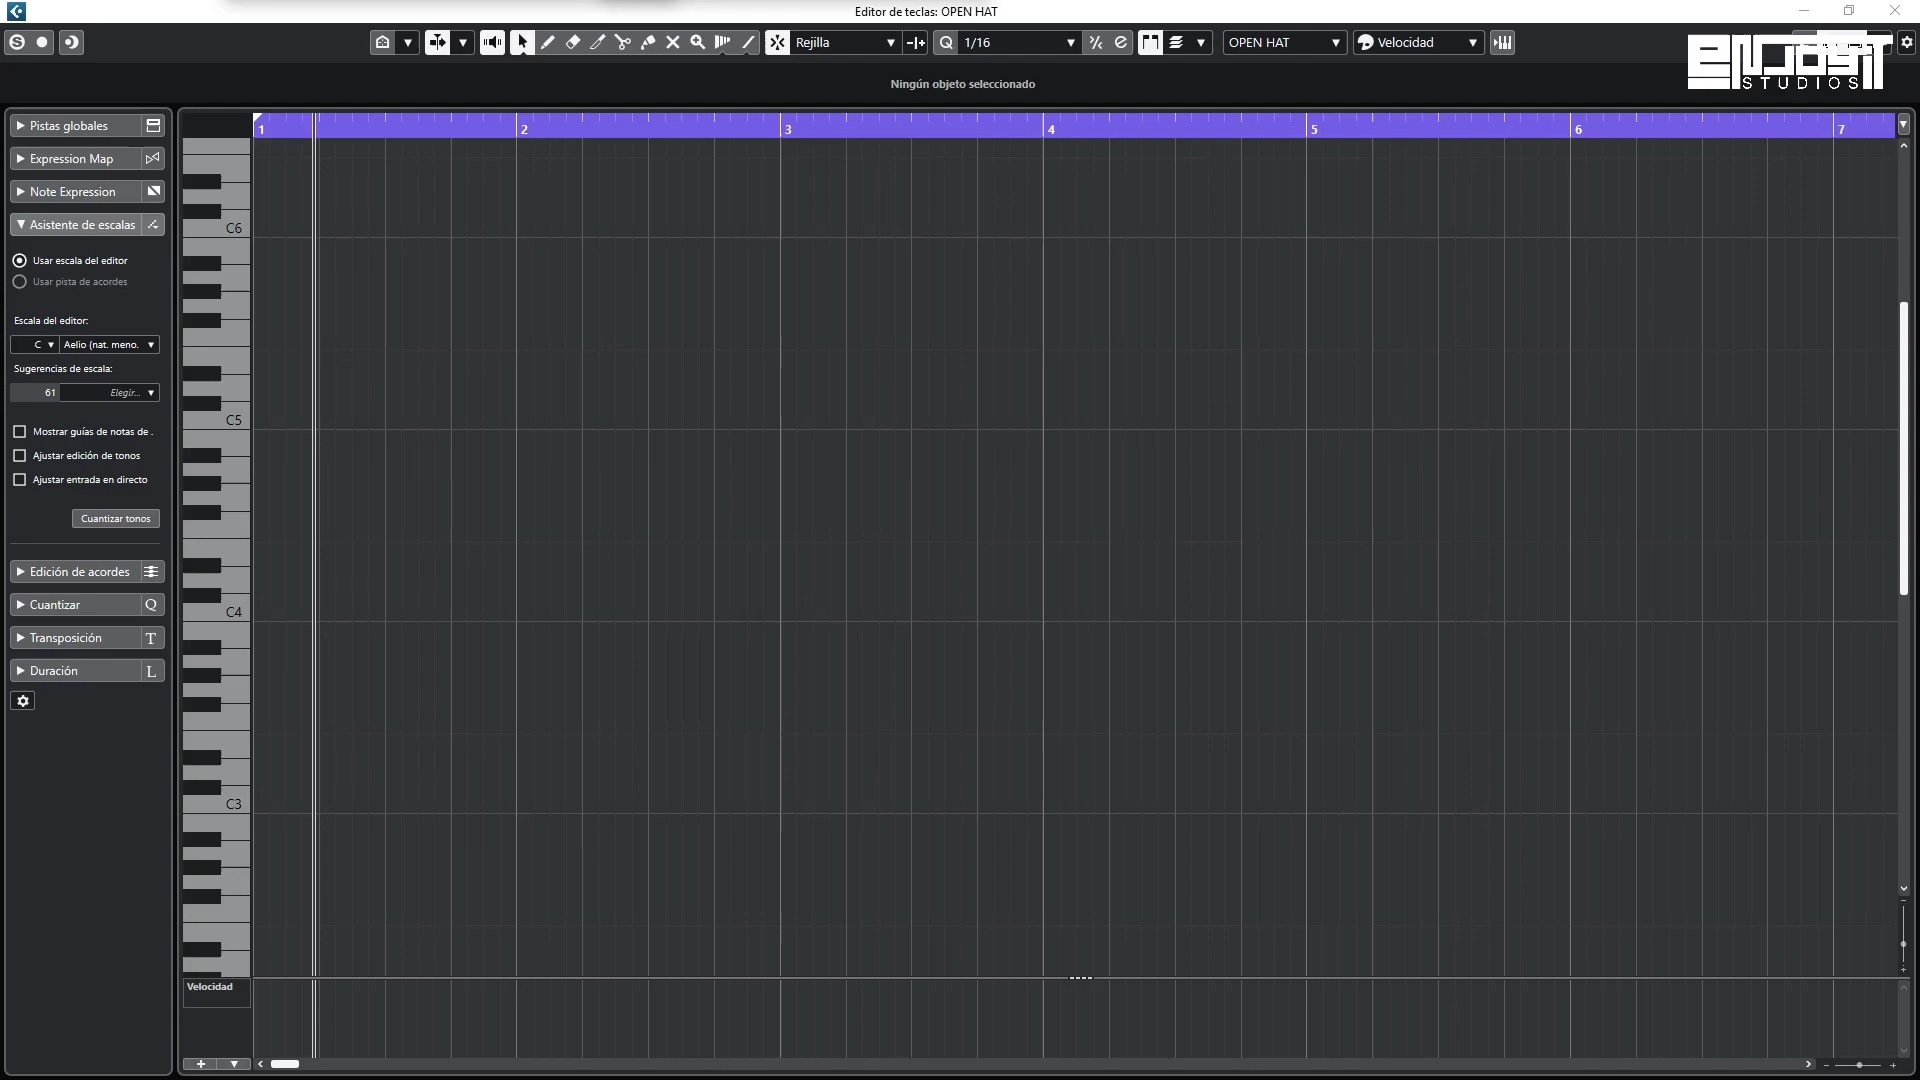 Editor de teclas: OPEN HAT
Rejilla
1/16
OPEN HAT
Velocidad
STUDIOS
Ningún objeto seleccionado
Pistas globales
Expression Map
Note Expression
Asistente de escalas
Usar escala del editor
Usar pista de acordes
Escala del editor:
C
Aelio (nat. meno.
Sugerencias de escala:
61
Elegir...
Mostrar guías de notas de .
Ajustar edición de tonos
Ajustar entrada en directo
Cuantizar tonos
Edición de acordes
Cuantizar
Q
Transposición
T
Duración
L
1
2
3
4
5
6
7
C6
C5
C4
C3
Velocidad